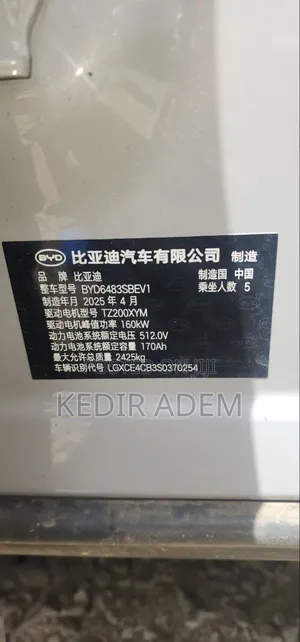 BYD 比亚迪汽车有限公司 制造
品 牌 比亚迪 制造国 中国
整车型号 BYD6483SBEV1 乘坐人数 5
制造年月 2025 年 4 月
驱动电机型号 TZ200XYM
驱动电机峰值功率 160kW
动力电池系统额定电压 512.0V
动力电池系统额定容量 170Ah
最大允许总质量 2425kg
车辆识别代号 LGXCE4CB3S0370254
KEDIR ADEM